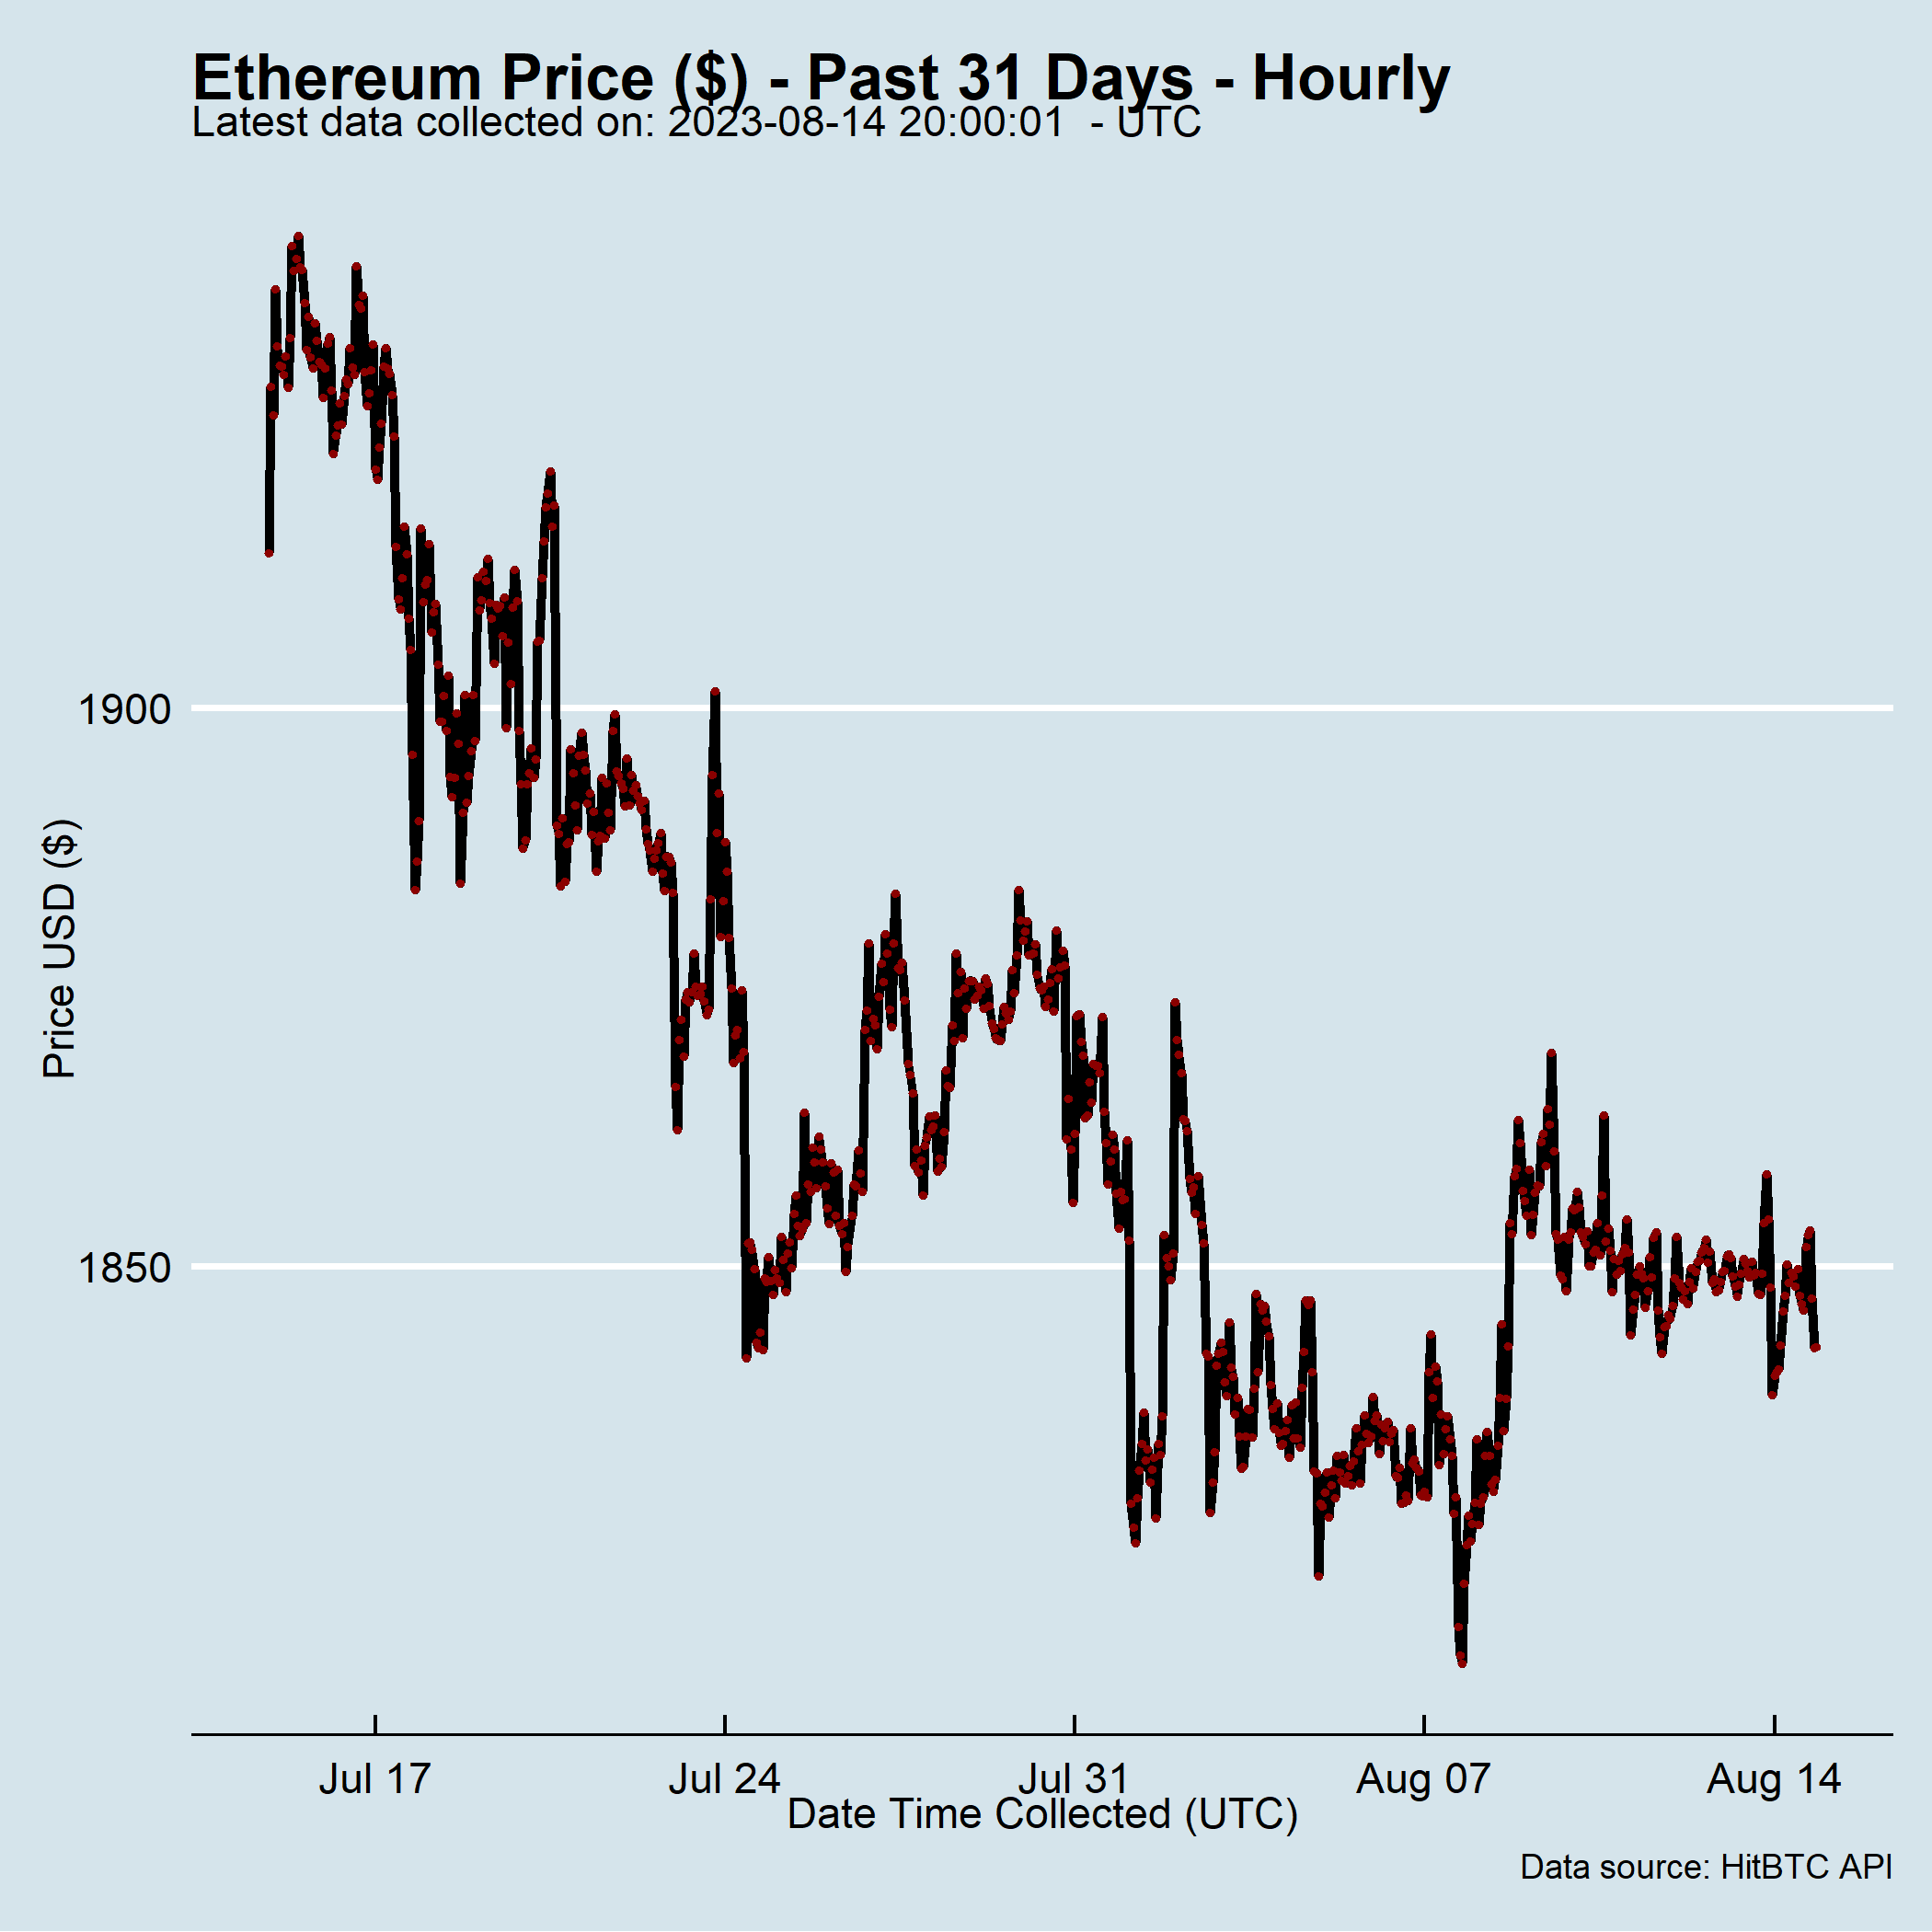 Ethereum Price ($) - Past 31 Days - Hourly
Latest data collected on: 2023-08-14 20:00:01  - UTC
1900
Price USD ($)
1850
Jul 17
Jul 24
Jul 31
Aug 07
Aug 14
Date Time Collected (UTC)
Data source: HitBTC API